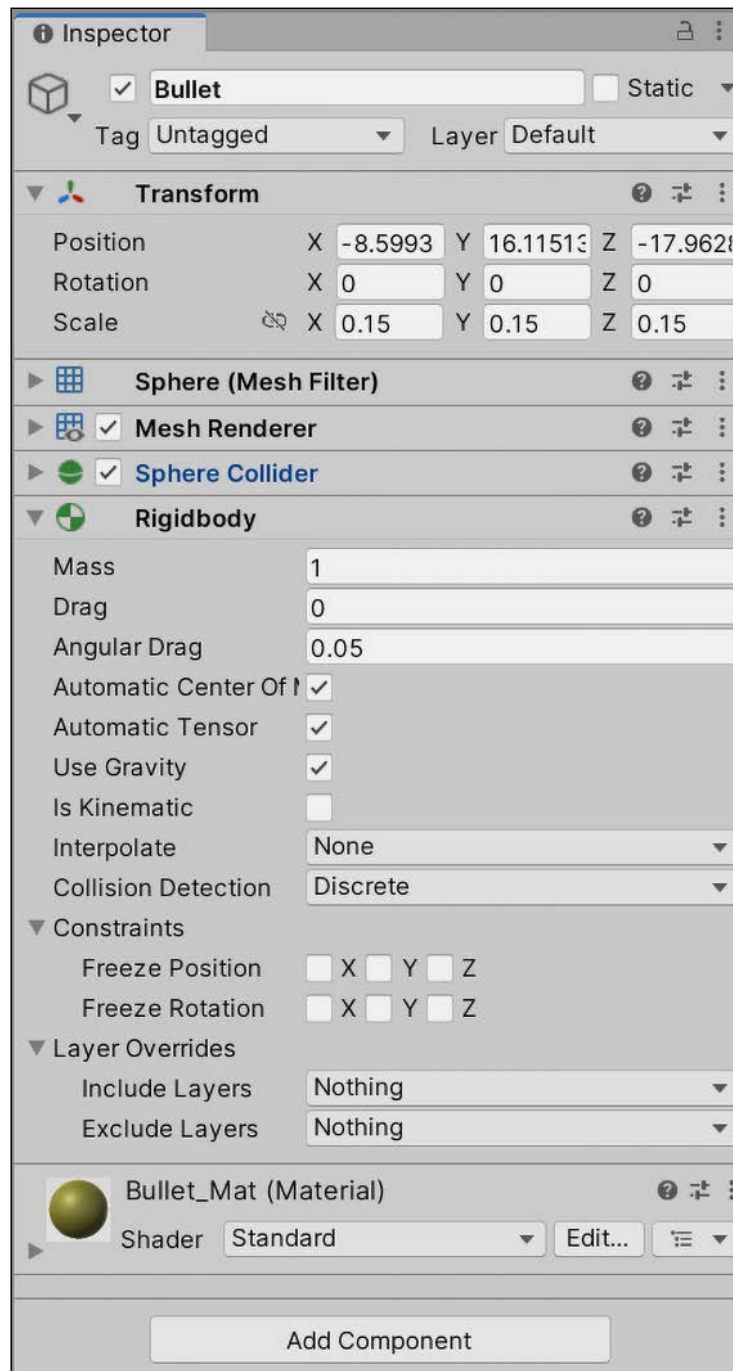 Inspector
Bullet
Static
Tag Untagged Layer Default
Transform
Position X -8.5993 Y 16.11513 Z -17.9628
Rotation X 0 Y 0 Z 0
Scale X 0.15 Y 0.15 Z 0.15
Sphere (Mesh Filter)
Mesh Renderer
Sphere Collider
Rigidbody
Mass 1
Drag 0
Angular Drag 0.05
Automatic Center Of
Automatic Tensor
Use Gravity
Is Kinematic
Interpolate None
Collision Detection Discrete
Constraints
Freeze Position X Y Z
Freeze Rotation X Y Z
Layer Overrides
Include Layers Nothing
Exclude Layers Nothing
Bullet_Mat (Material)
Shader Standard Edit...
Add Component